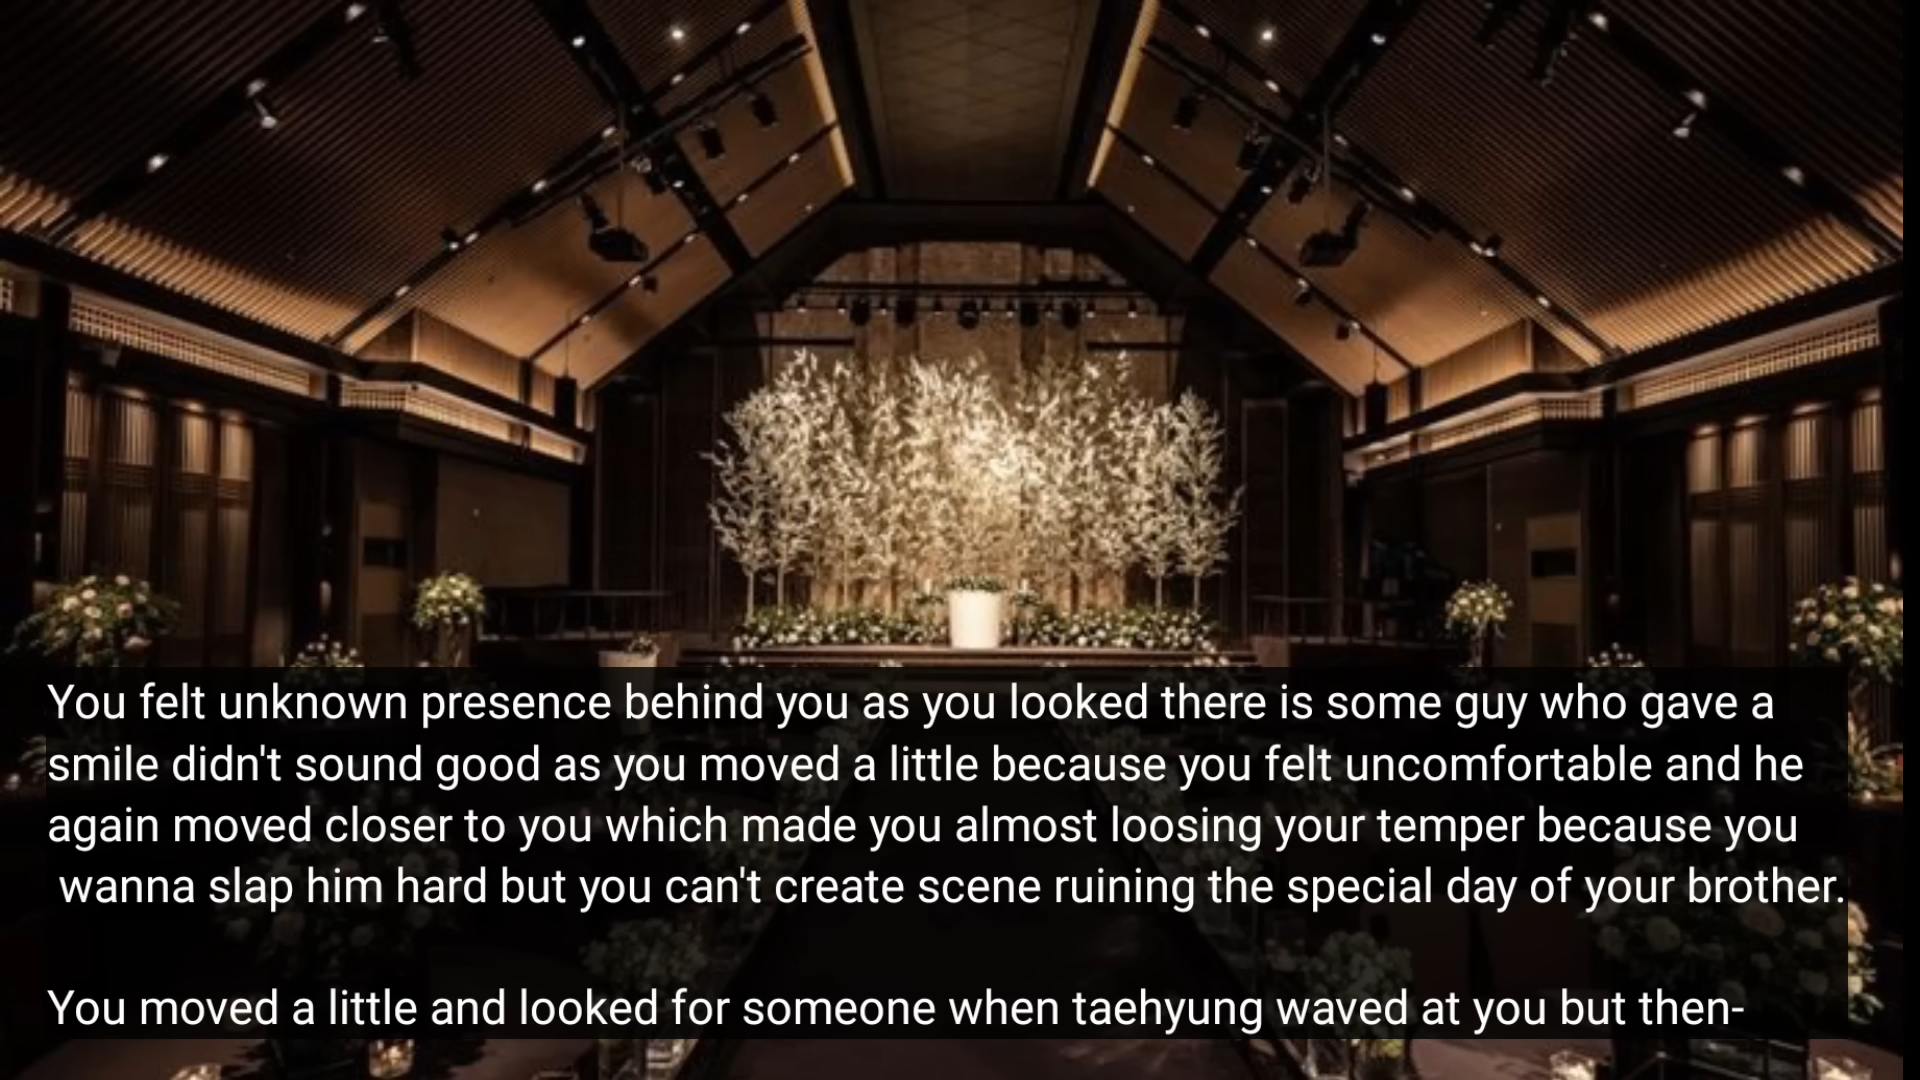 You felt unknown presence behind you as you looked there is some guy who gave a
smile didn't sound good as you moved a little because you felt uncomfortable and he
again moved closer to you which made you almost loosing your temper because you
wanna slap him hard but you can't create scene ruining the special day of your brother.
You moved a little and looked for someone when taehyung waved at you but then-